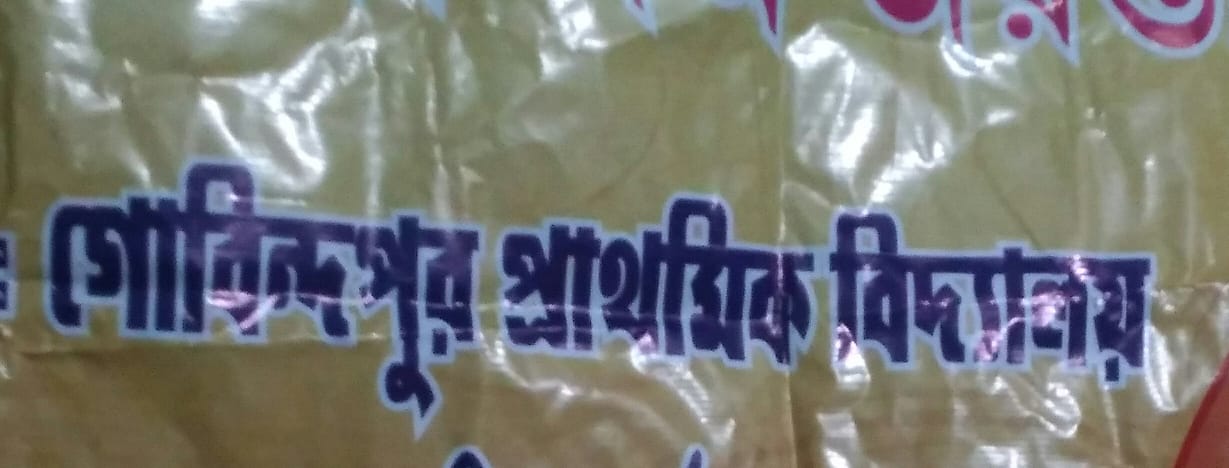 গোবিন্দপুর প্রাথমিক বিদ্যালয়